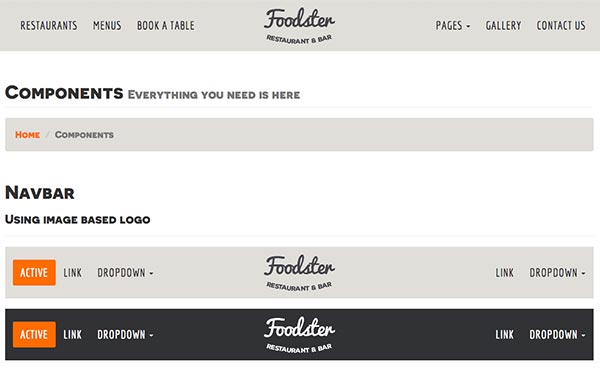 RESTAURANTS MENUS BOOK A TABLE Foodster PAGES GALLERY CONTACT US
RESTAURANT & BAR
Components Everything you need is here
Home / Components
Navbar
Using image based logo
ACTIVE LINK DROPDOWN Foodster LINK DROPDOWN
RESTAURANT & BAR
ACTIVE LINK DROPDOWN Foodster LINK DROPDOWN
RESTAURANT & BAR